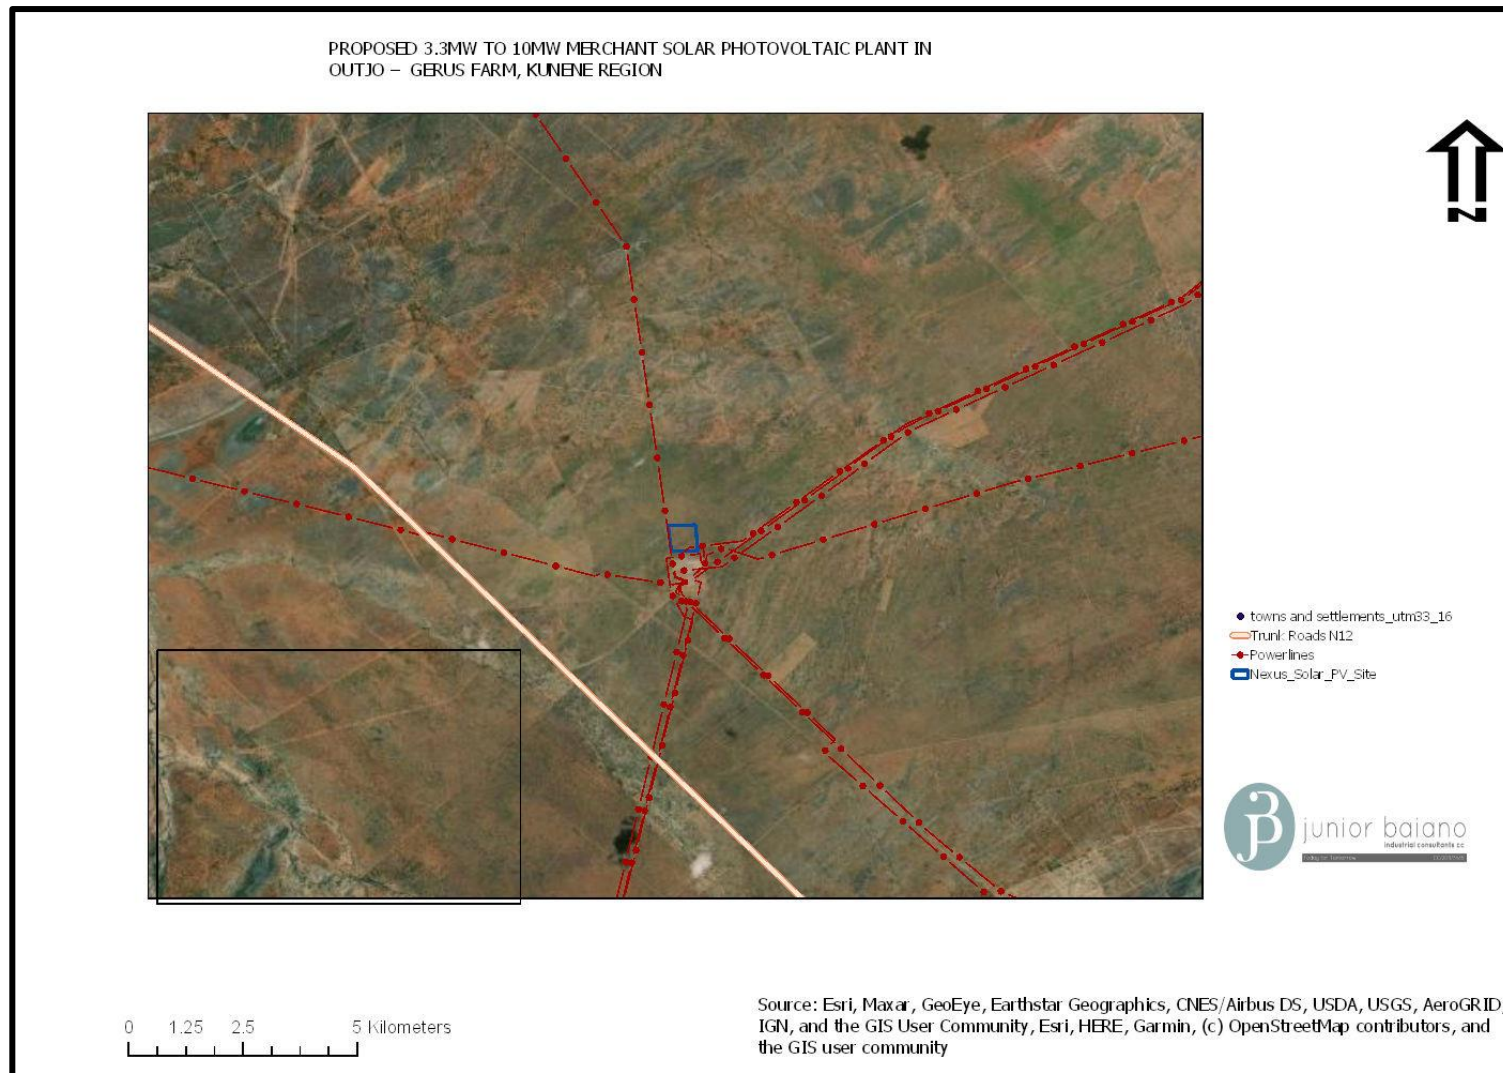 PROPOSED 3.3MW TO 10MW MERCHANT SOLAR PHOTOVOLTAIC PLANT IN
OUTJO – GERUS FARM, KUNENE REGION
N
towns and settlements_utm33_16
Trunk Roads N12
Powerlines
Nexus_Solar_PV_Site
junior baiano
industrial consultants cc
0 1.25 2.5 5 Kilometers
Source: Esri, Maxar, GeoEye, Earthstar Geographics, CNES/Airbus DS, USDA, USGS, AeroGRID,
IGN, and the GIS User Community, Esri, HERE, Garmin, (c) OpenStreetMap contributors, and
the GIS user community